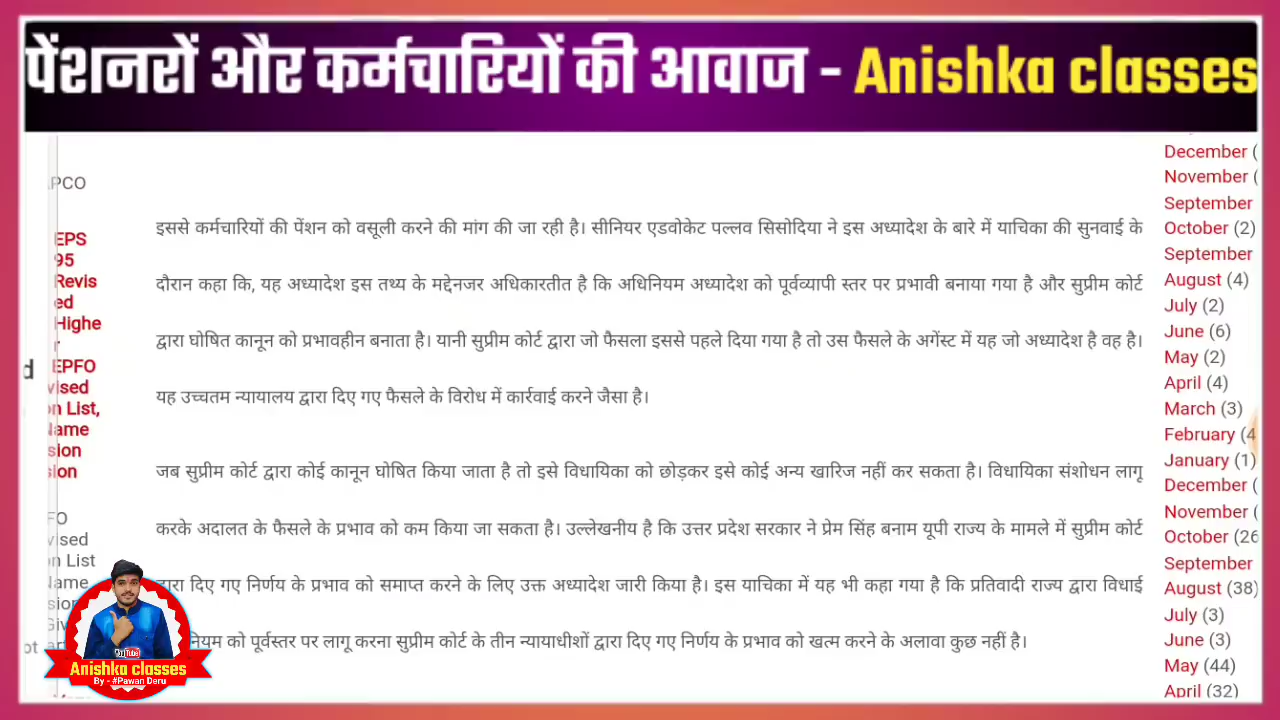 पेंशनरों और कर्मचारियों की आवाज - Anishka classes
इससे कर्मचारियों की पेंशन को वसूली करने की मांग की जा रही है। सीनियर एडवोकेट पल्लव सिसोदिया ने इस अध्यादेश के बारे में याचिका की सुनवाई के
दौरान कहा कि, यह अध्यादेश इस तथ्य के मद्देनजर अधिकारतीत है कि अधिनियम अध्यादेश को पूर्वव्यापी स्तर पर प्रभावी बनाया गया है और सुप्रीम कोर्ट
द्वारा घोषित कानून को प्रभावहीन बनाता है। यानी सुप्रीम कोर्ट द्वारा जो फैसला इससे पहले दिया गया है तो उस फैसले के अगेंस्ट में यह जो अध्यादेश है वह है।
यह उच्चतम न्यायालय द्वारा दिए गए फैसले के विरोध में कार्रवाई करने जैसा है।
जब सुप्रीम कोर्ट द्वारा कोई कानून घोषित किया जाता है तो इसे विधायिका को छोड़कर इसे कोई अन्य खारिज नहीं कर सकता है। विधायिका संशोधन लागू
करके अदालत के फैसले के प्रभाव को कम किया जा सकता है। उल्लेखनीय है कि उत्तर प्रदेश सरकार ने प्रेम सिंह बनाम यूपी राज्य के मामले में सुप्रीम कोर्ट
दिए गए निर्णय के प्रभाव को समाप्त करने के लिए उक्त अध्यादेश जारी किया है। इस याचिका में यह भी कहा गया है कि प्रतिवादी राज्य द्वारा विधाई
को पूर्वस्तर पर लागू करना सुप्रीम कोर्ट के तीन न्यायाधीशों द्वारा दिए गए निर्णय के प्रभाव को खत्म करने के अलावा कुछ नहीं है।
EPS
95
Revis
ed
Highe
r
EPFO
December (
November (
September
October (2)
September
August (4)
July (2)
June (6)
May (2)
April (4)
March (3)
February (4
January (1)
December (
November (
October (26
September
August (38)
July (3)
June (3)
May (44)
April (32)
YouTube
Anishka classes
By - #Pawan Deru